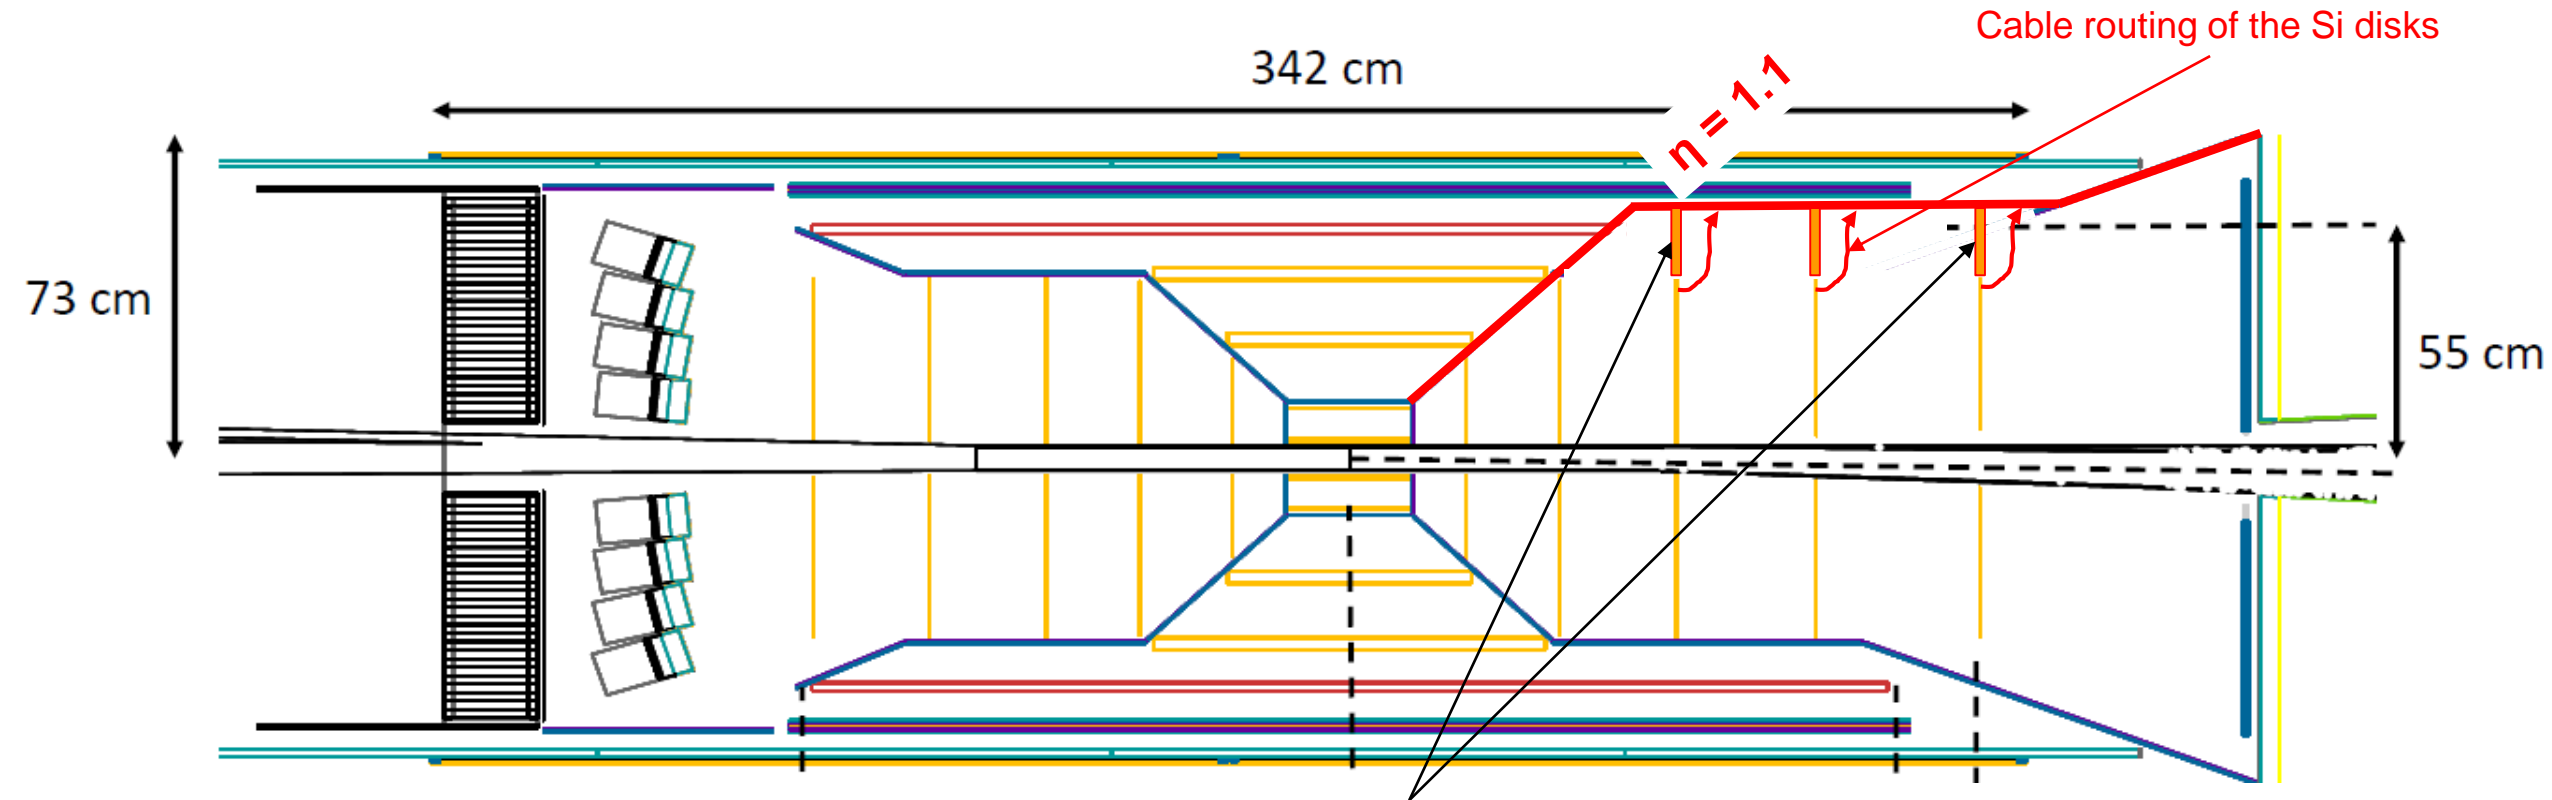 Cable routing of the Si disks
342 cm
η = 1.1
73 cm
55 cm